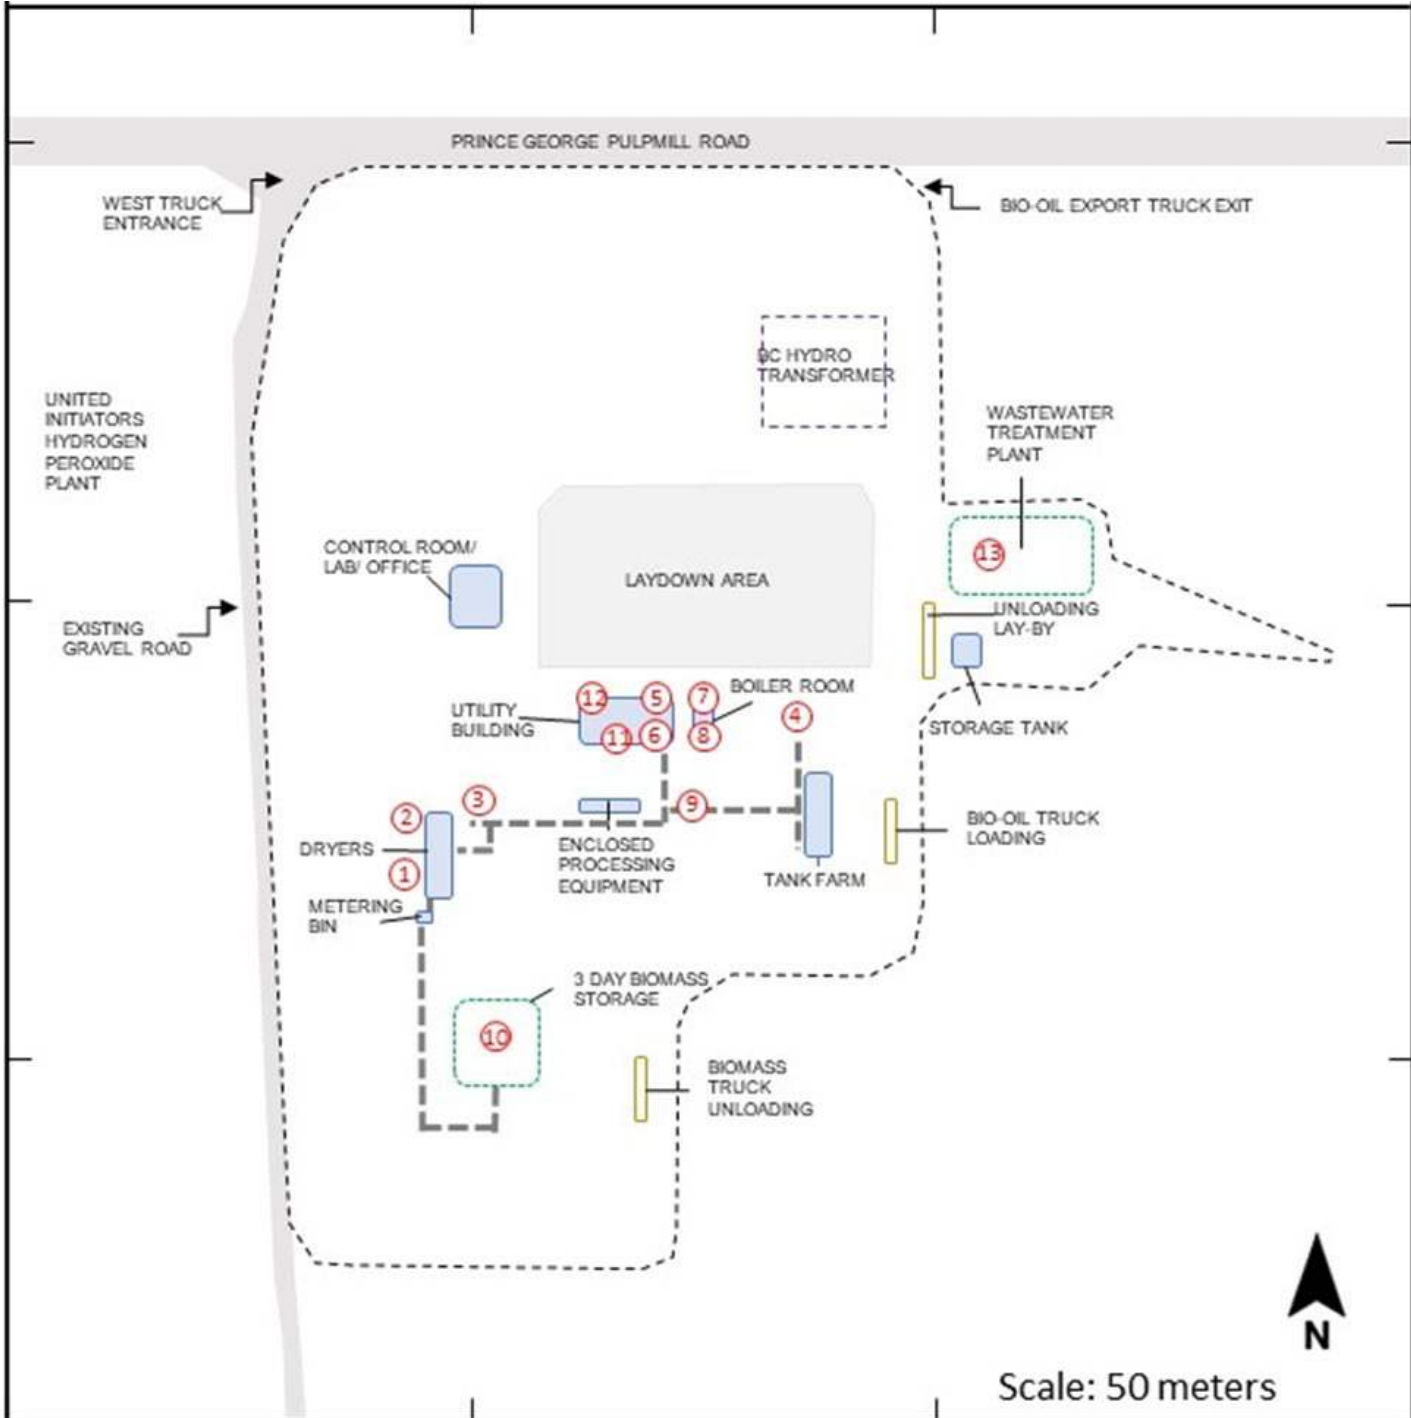 PRINCE GEORGE PULPMILL ROAD
WEST TRUCK
ENTRANCE
BIO-OIL EXPORT TRUCK EXIT
BC HYDRO
TRANSFORMER
UNITED
INITIATORS
HYDROGEN
PEROXIDE
PLANT
WASTEWATER
TREATMENT
PLANT
13
CONTROL ROOM/
LAB/ OFFICE
LAYDOWN AREA
UNLOADING
LAY-BY
EXISTING
GRAVEL ROAD
STORAGE TANK
UTILITY
BUILDING
12
5
11
6
7
8
BOILER ROOM
4
3
2
9
DRYERS
1
ENCLOSED
PROCESSING
EQUIPMENT
TANK FARM
BIO-OIL TRUCK
LOADING
METERING
BIN
3 DAY BIOMASS
STORAGE
10
BIOMASS
TRUCK
UNLOADING
N
Scale: 50 meters